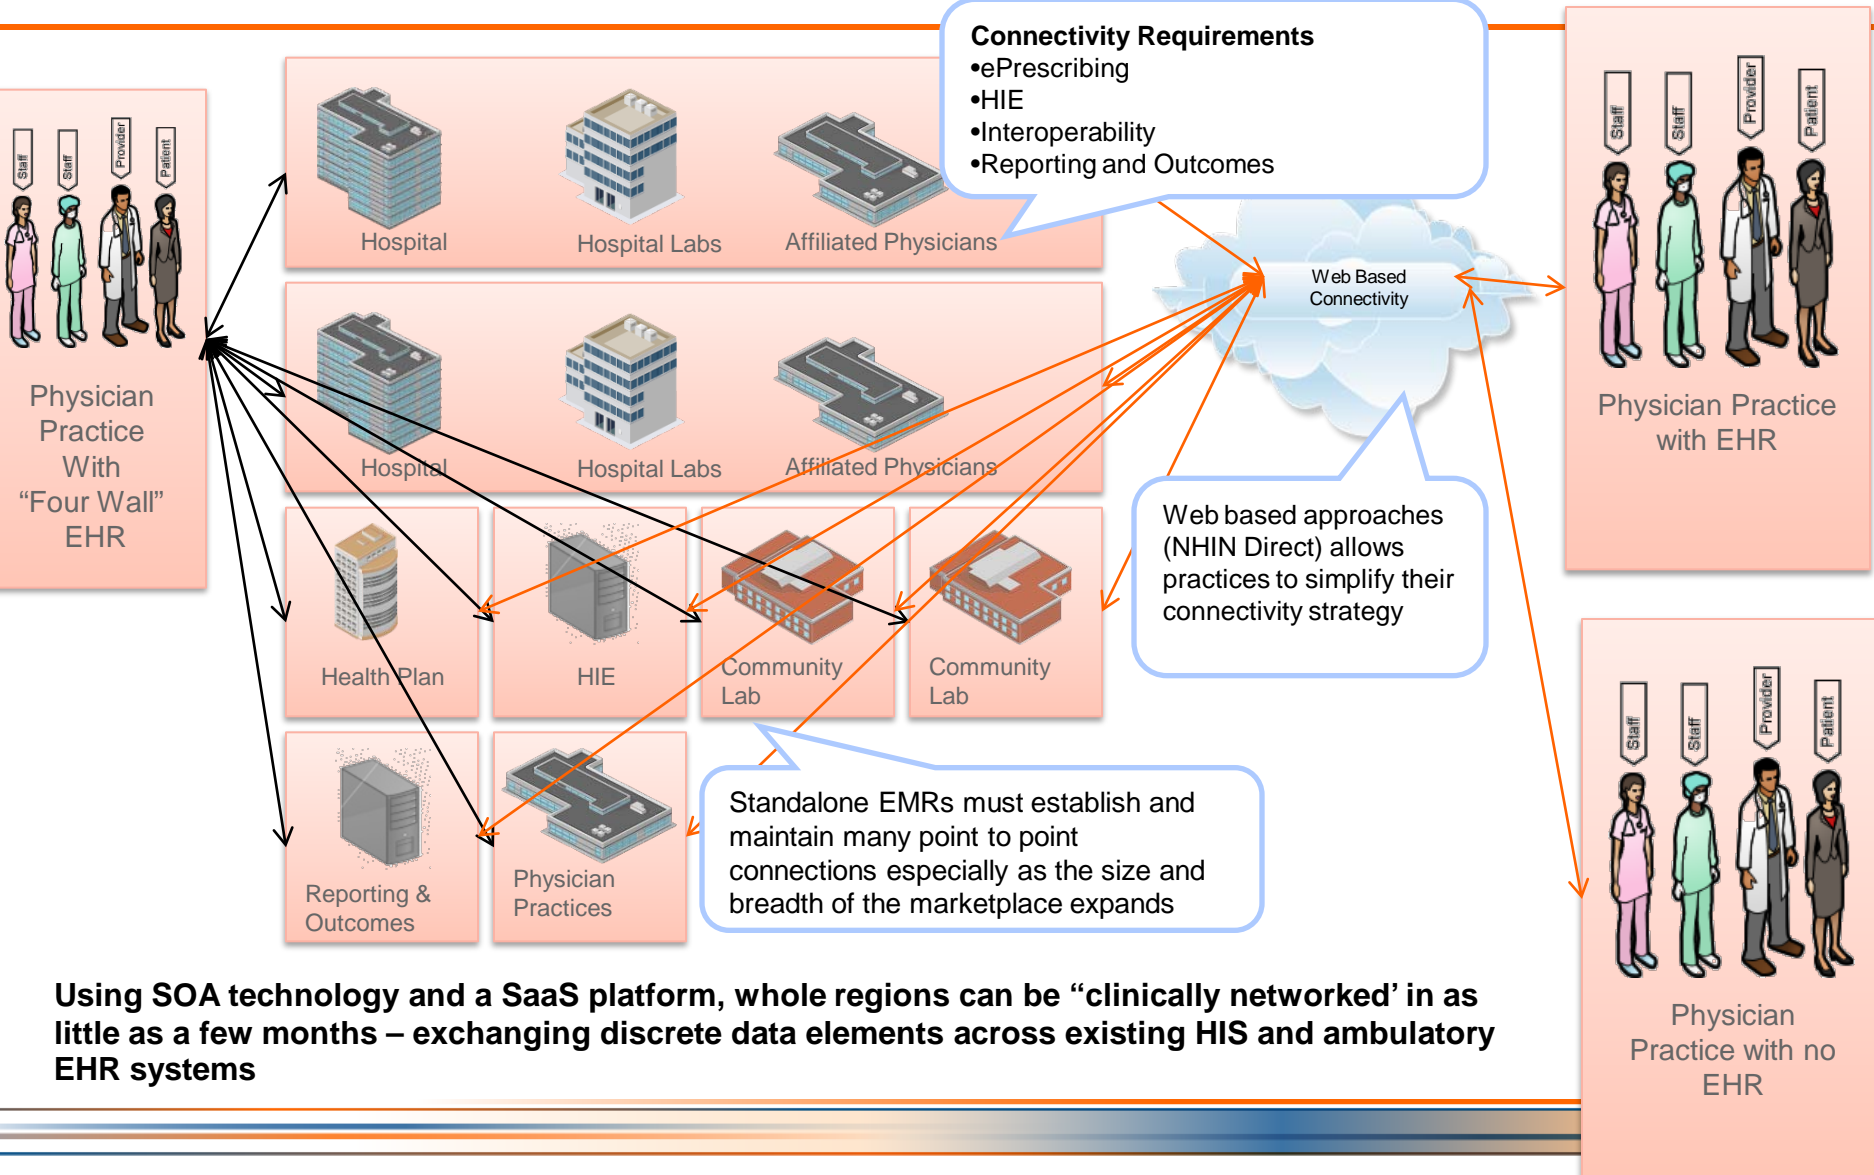 Connectivity Requirements
•ePrescribing
•HIE
•Interoperability
•Reporting and Outcomes
Staff
Staff
Provider
Patient
Physician
Practice
With
“Four Wall”
EHR
Hospital
Hospital Labs
Affiliated Physicians
Hospital
Hospital Labs
Affiliated Physicians
Web Based
Connectivity
Staff
Staff
Provider
Patient
Physician Practice
with EHR
Web based approaches
(NHIN Direct) allows
practices to simplify their
connectivity strategy
Health Plan
HIE
Community
Lab
Community
Lab
Reporting &
Outcomes
Physician
Practices
Standalone EMRs must establish and
maintain many point to point
connections especially as the size and
breadth of the marketplace expands
Staff
Staff
Provider
Patient
Physician
Practice with no
EHR
Using SOA technology and a SaaS platform, whole regions can be “clinically networked’ in as
little as a few months – exchanging discrete data elements across existing HIS and ambulatory
EHR systems